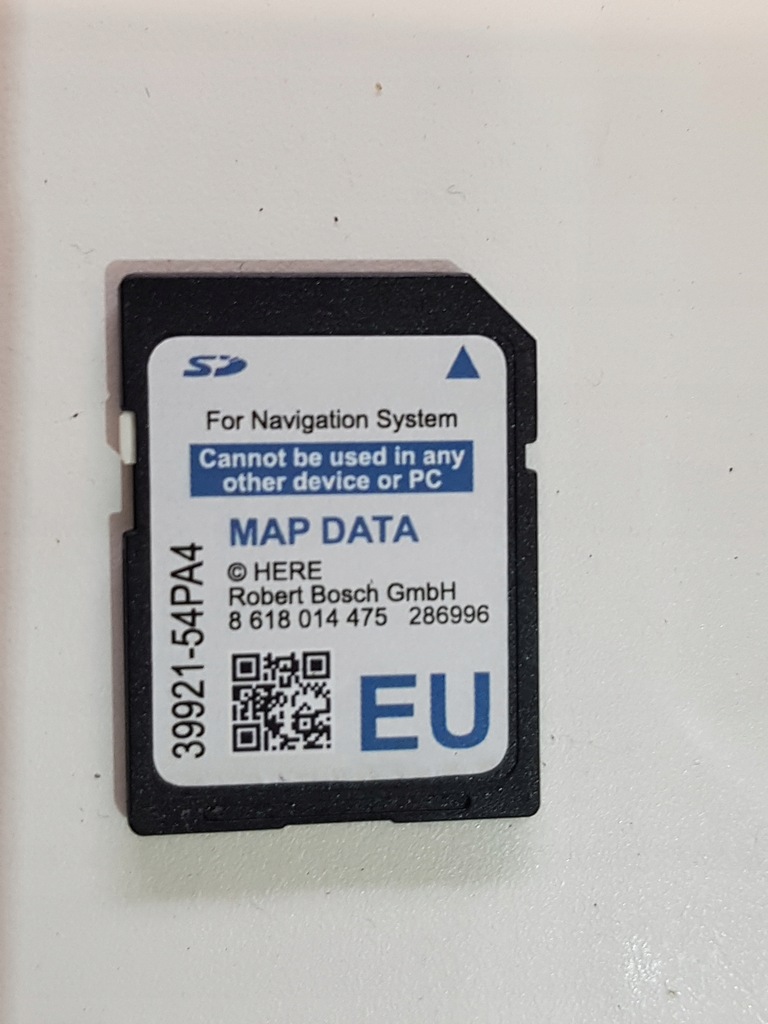 SD
For Navigation System
Cannot be used in any
other device or PC
MAP DATA
© HERE
Robert Bosch GmbH
8 618 014 475 286996
EU
39921-54PA4